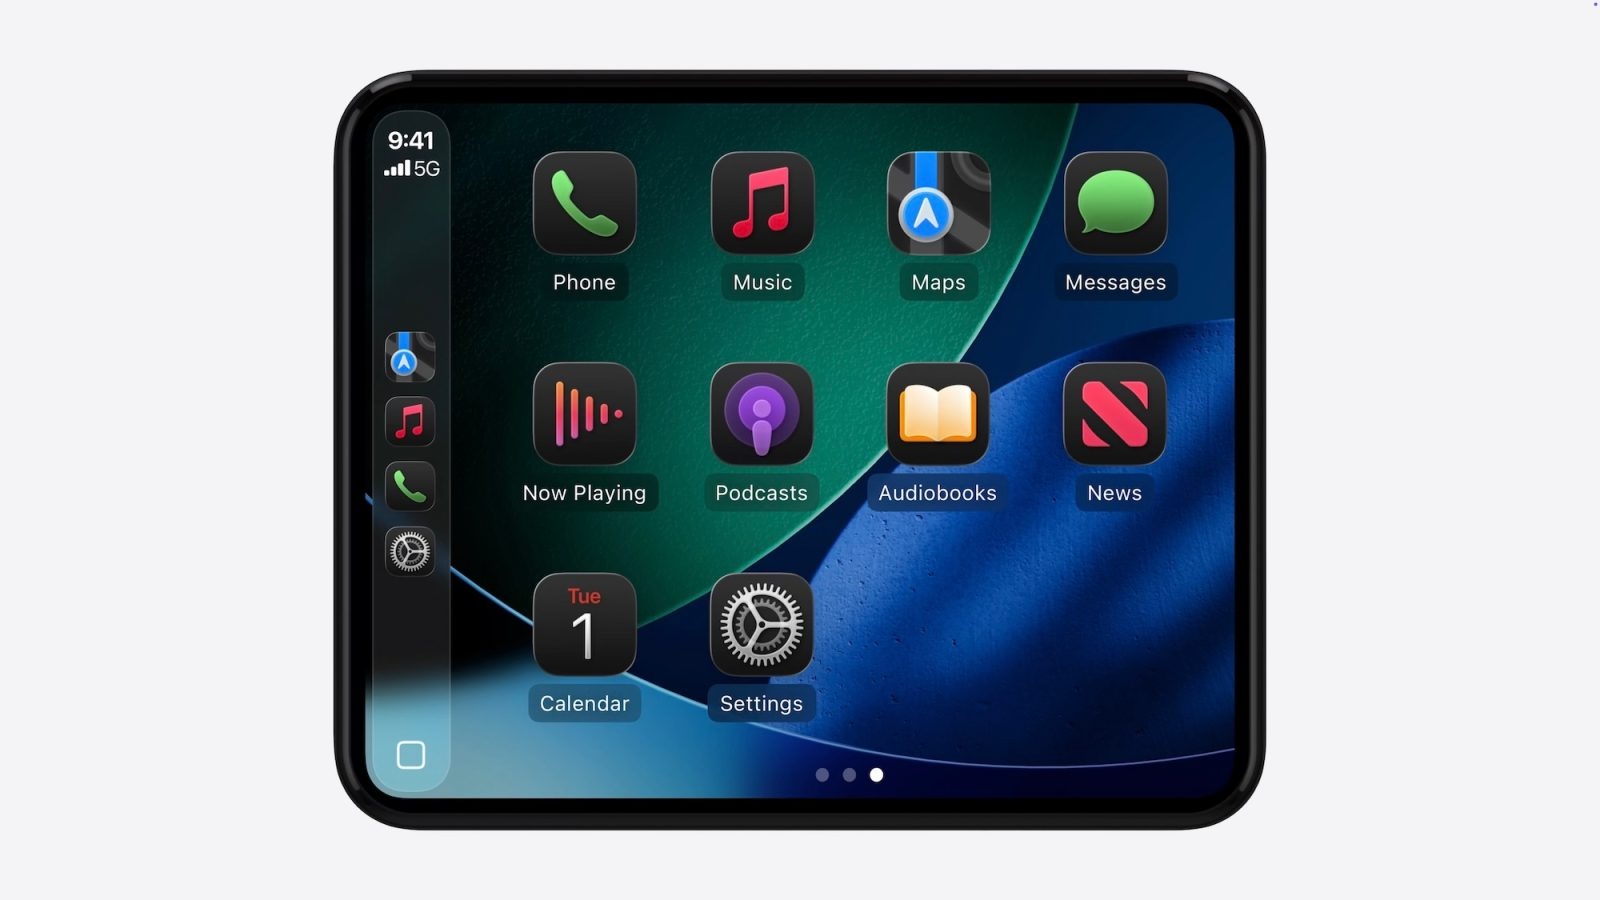 9:41
5G
Phone
Music
Maps
Messages
Now Playing
Podcasts
Audiobooks
News
Tue
1
Calendar
Settings